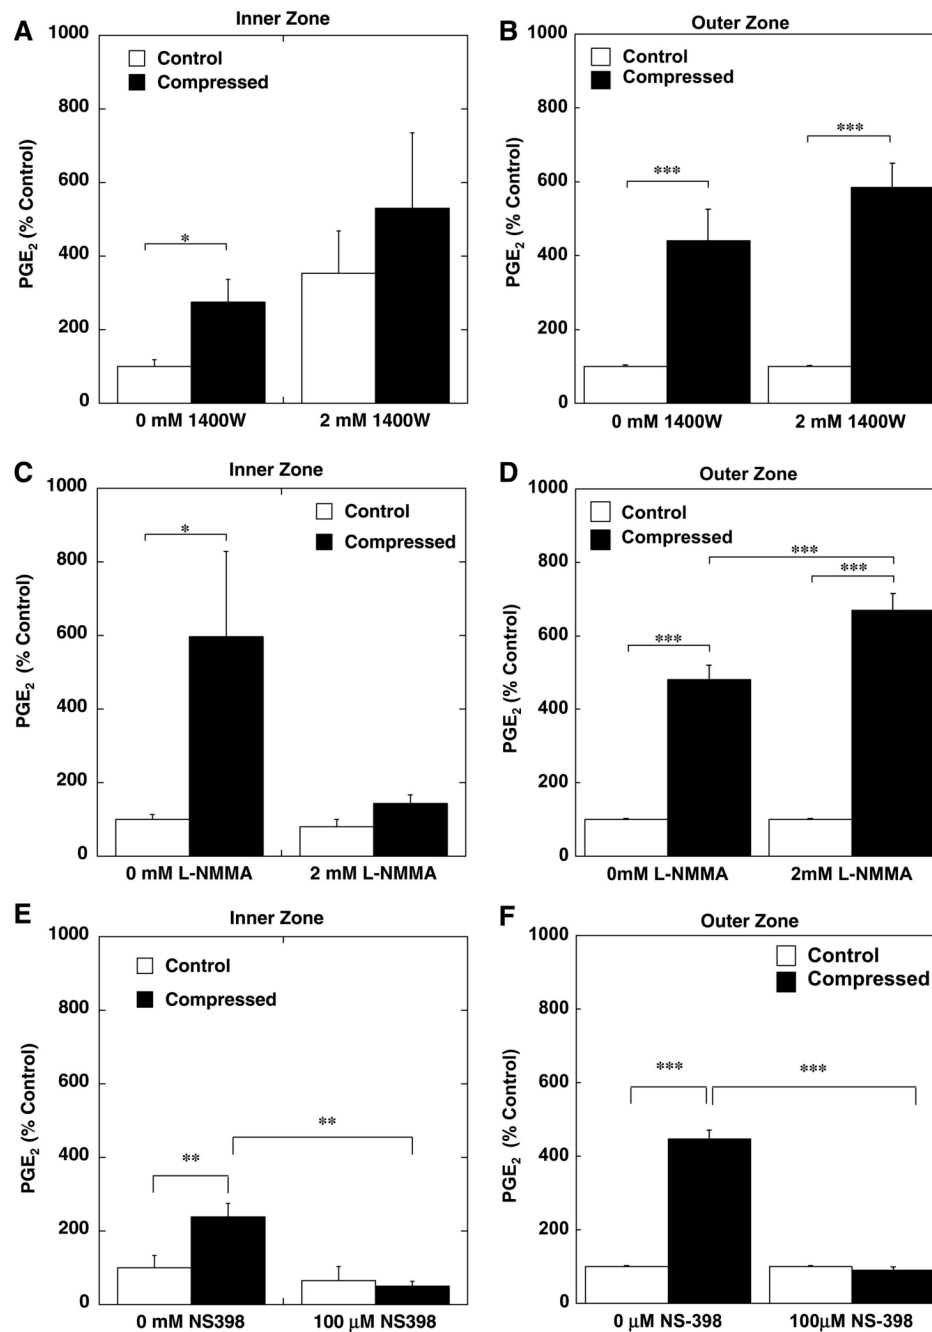 A
Inner Zone
1000
800
600
400
200
0
PGE2 (% Control)
Control
Compressed
*
0 mM 1400W
2 mM 1400W
B
Outer Zone
1000
800
600
400
200
0
PGE2 (% Control)
Control
Compressed
***
***
0 mM 1400W
2 mM 1400W
C
Inner Zone
1000
800
600
400
200
0
PGE2 (% Control)
Control
Compressed
*
0 mM L-NMMA
2 mM L-NMMA
D
Outer Zone
1000
800
600
400
200
0
PGE2 (% Control)
Control
Compressed
***
***
***
0mM L-NMMA
2mM L-NMMA
E
Inner Zone
1000
800
600
400
200
0
PGE2 (% Control)
Control
Compressed
**
**
0 mM NS398
100 µM NS398
F
Outer Zone
1000
800
600
400
200
0
PGE2 (% Control)
Control
Compressed
***
***
0 µM NS-398
100µM NS-398